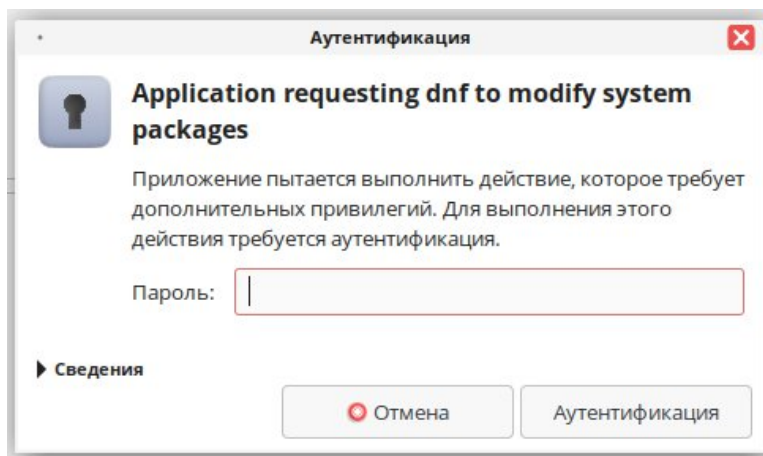 Аутентификация
Application requesting dnf to modify system
packages
Приложение пытается выполнить действие, которое требует
дополнительных привилегий. Для выполнения этого
действия требуется аутентификация.
Пароль:
Сведения
Отмена
Аутентификация